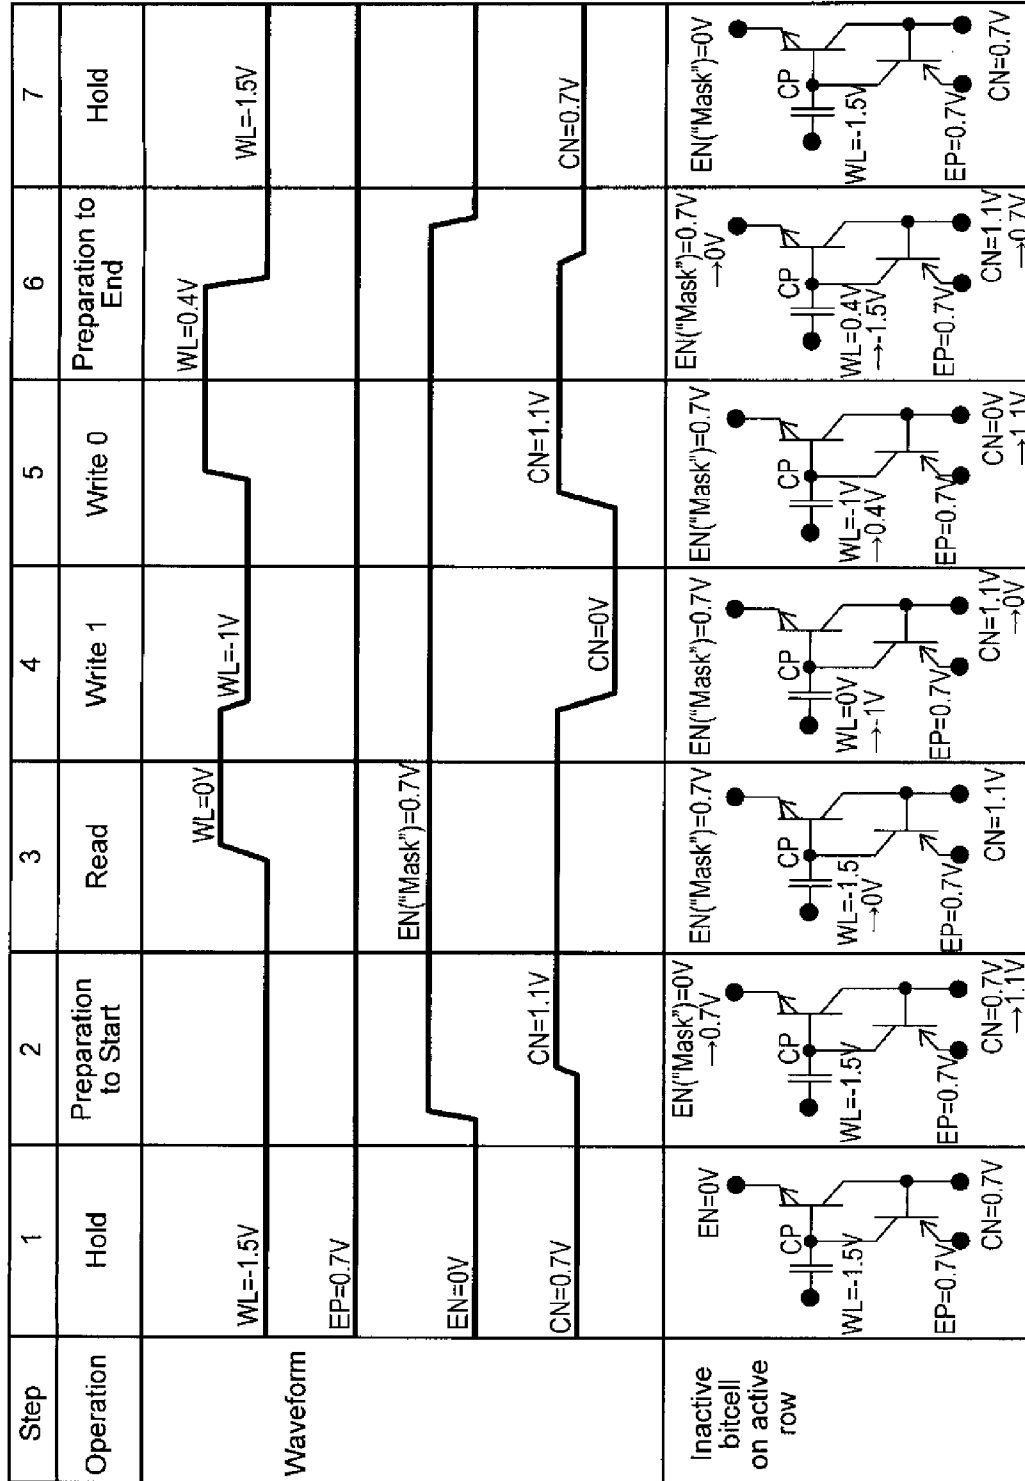 Step
1
2
3
4
5
6
7
Operation
Hold
Preparation
to Start
Read
Write 1
Write 0
Preparation to
End
Hold
Waveform
WL=-1.5V
WL=0V
WL=-1V
WL=0.4V
WL=-1.5V
EP=0.7V
EN=0V
EN("Mask")=0.7V
CN=0.7V
CN=1.1V
CN=0V
CN=1.1V
CN=0.7V
Inactive
bitcell
on active
row
EN=0V
CP
WL=-1.5V
EP=0.7V
CN=0.7V
EN("Mask")=0V
→0.7V
CP
WL=-1.5V
EP=0.7V
CN=0.7V
→1.1V
EN("Mask")=0.7V
CP
WL=-1.5
→0V
EP=0.7V
CN=1.1V
EN("Mask")=0.7V
CP
WL=0V
→-1V
EP=0.7V
CN=1.1V
→0V
EN("Mask")=0.7V
CP
WL=-1V
→0.4V
EP=0.7V
CN=0V
→1.1V
EN("Mask")=0.7V
→0V
CP
WL=0.4V
→-1.5V
EP=0.7V
CN=1.1V
→0.7V
EN("Mask")=0V
CP
WL=-1.5V
EP=0.7V
CN=0.7V